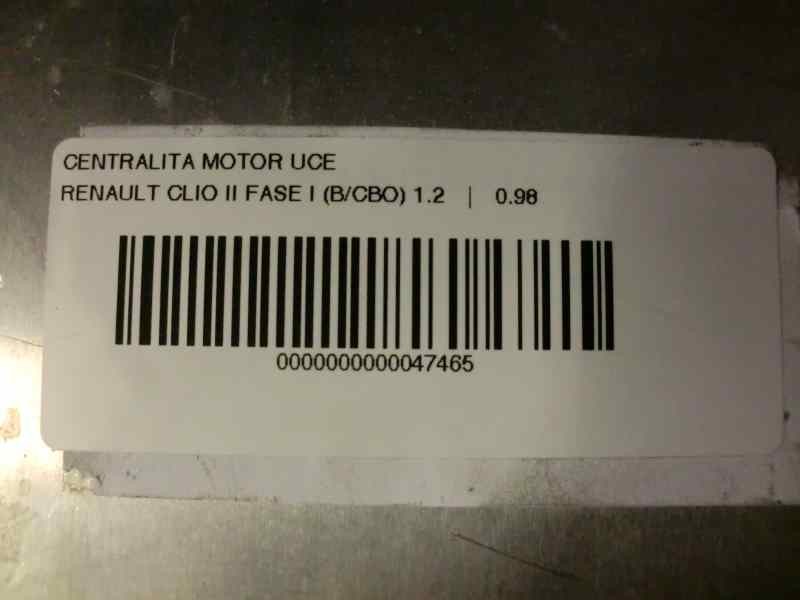 CENTRALITA MOTOR UCE
RENAULT CLIO II FASE I (B/CBO) 1.2 | 0.98
0000000000047465